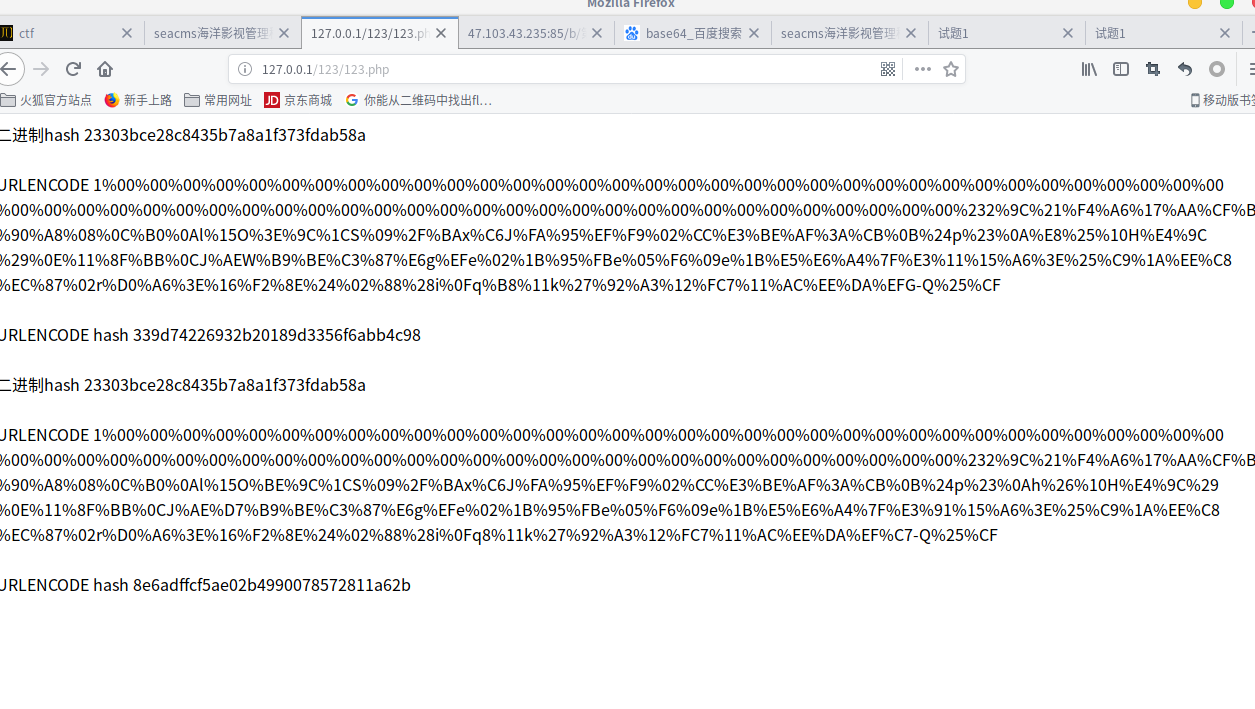 Mozilla Firefox
ctf
seacms海洋影视管理
127.0.0.1/123/123.ph
47.103.43.235:85/b/
base64_百度搜索
seacms海洋影视管理
试题1
试题1
127.0.0.1/123/123.php
火狐官方站点
新手上路
常用网址
JD 京东商城
G 你能从二维码中找出fl…
移动版书签
二进制hash 23303bce28c8435b7a8a1f373fdab58a
URLENCODE 1%00%00%00%00%00%00%00%00%00%00%00%00%00%00%00%00%00%00%00%00%00%00%00%00%00%00%00%00%00%00%00%00%00%00
%00%00%00%00%00%00%00%00%00%00%00%00%00%00%00%00%00%00%00%00%00%00%00%00%00%00%00%00%00%232%9C%21%F4%A6%17%AA%CF%B
%90%A8%08%0C%B0%0Al%15O%3E%9C%1CS%09%2F%BAx%C6J%FA%95%EF%F9%02%CC%E3%BE%AF%3A%CB%0B%24p%23%0A%E8%25%10H%E4%9C
%29%0E%11%8F%BB%0CJ%AEW%B9%BE%C3%87%E6g%EFe%02%1B%95%FBe%05%F6%09e%1B%E5%E6%A4%7F%E3%11%15%A6%3E%25%C9%1A%EE%C8
%EC%87%02r%D0%A6%3E%16%F2%8E%24%02%88%28i%0Fq%B8%11k%27%92%A3%12%FC7%11%AC%EE%DA%EFG-Q%25%CF
URLENCODE hash 339d74226932b20189d3356f6abb4c98
二进制hash 23303bce28c8435b7a8a1f373fdab58a
URLENCODE 1%00%00%00%00%00%00%00%00%00%00%00%00%00%00%00%00%00%00%00%00%00%00%00%00%00%00%00%00%00%00%00%00%00%00
%00%00%00%00%00%00%00%00%00%00%00%00%00%00%00%00%00%00%00%00%00%00%00%00%00%00%00%00%00%232%9C%21%F4%A6%17%AA%CF%B
%90%A8%08%0C%B0%0Al%15O%BE%9C%1CS%09%2F%BAx%C6J%FA%95%EF%F9%02%CC%E3%BE%AF%3A%CB%0B%24p%23%0Ah%26%10H%E4%9C%29
%0E%11%8F%BB%0CJ%AE%D7%B9%BE%C3%87%E6g%EFe%02%1B%95%FBe%05%F6%09e%1B%E5%E6%A4%7F%E3%91%15%A6%3E%25%C9%1A%EE%C8
%EC%87%02r%D0%A6%3E%16%F2%8E%24%02%88%28i%0Fq8%11k%27%92%A3%12%FC7%11%AC%EE%DA%EF%C7-Q%25%CF
URLENCODE hash 8e6adffcf5ae02b4990078572811a62b